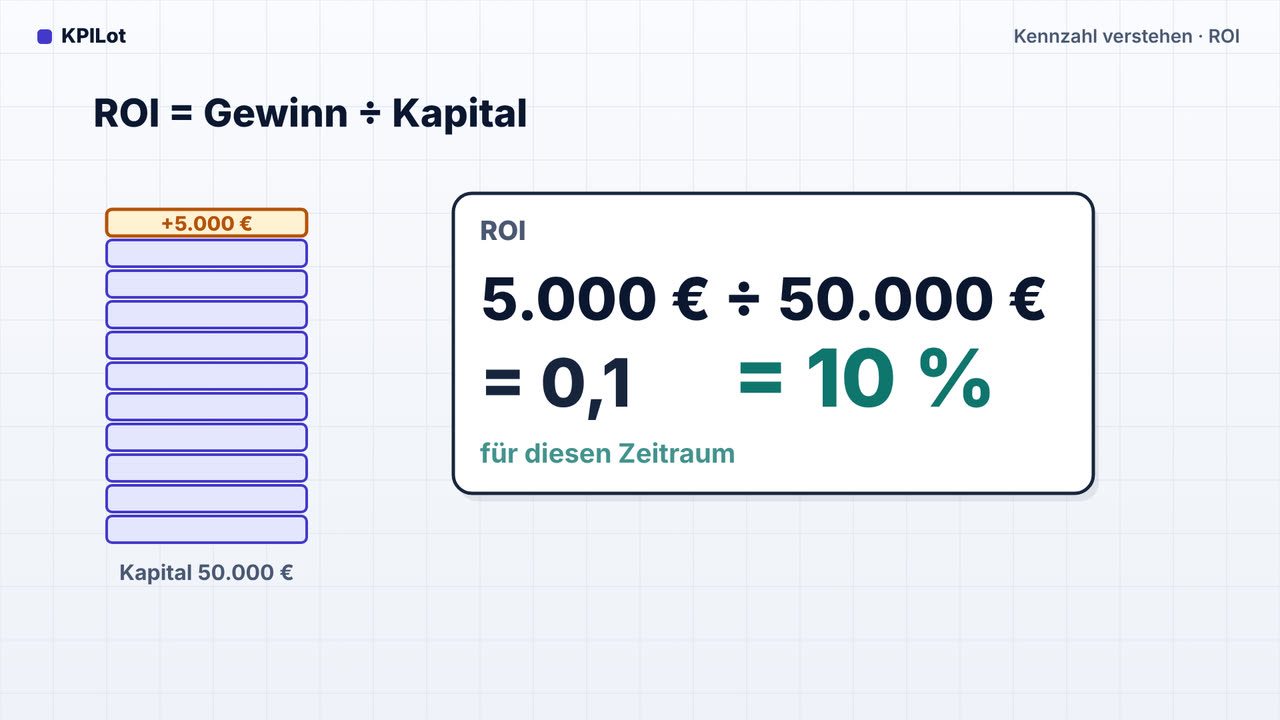 KPILot
Kennzahl verstehen · ROI
ROI = Gewinn ÷ Kapital
+5.000 €
Kapital 50.000 €
ROI
5.000 € ÷ 50.000 €
= 0,1 = 10 %
für diesen Zeitraum